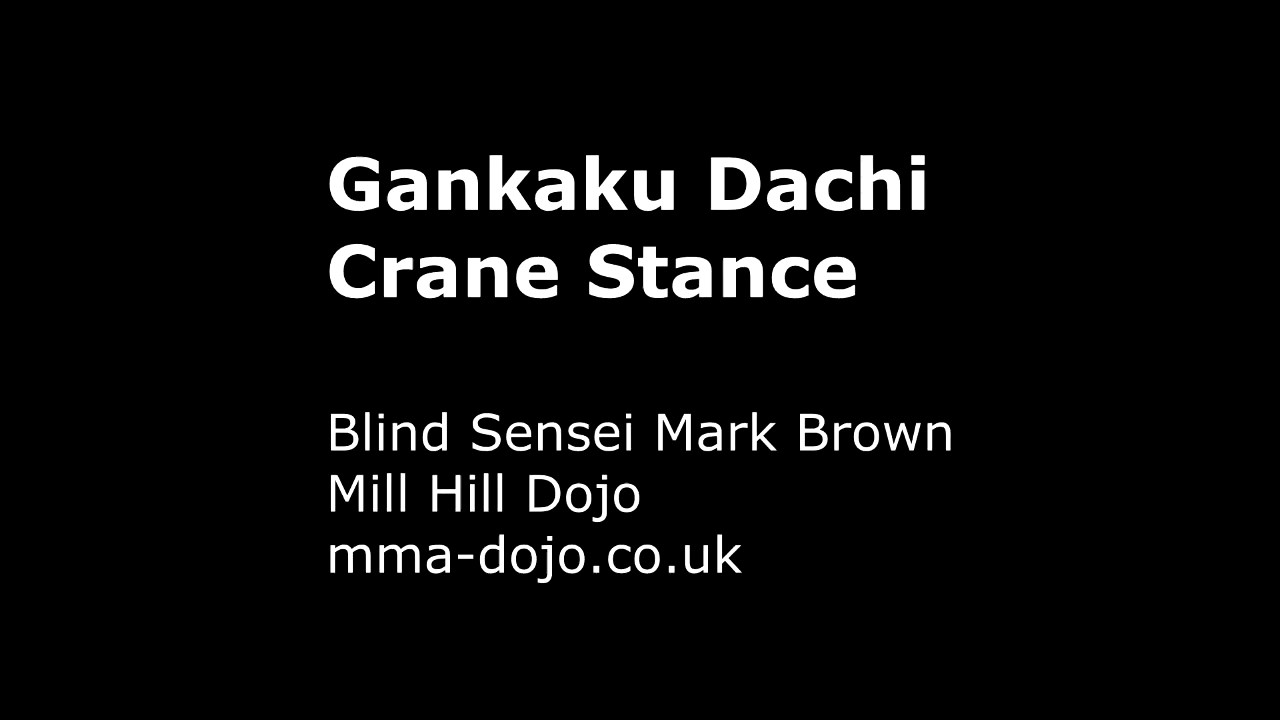 Gankaku Dachi
Crane Stance
Blind Sensei Mark Brown
Mill Hill Dojo
mma-dojo.co.uk